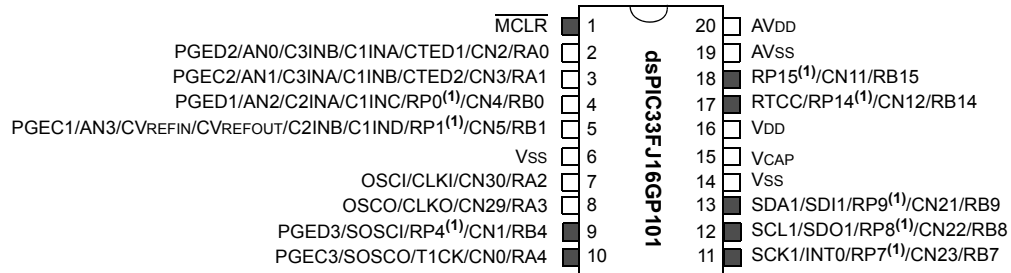 MCLR 1 20 AVDD
PGED2/AN0/C3INB/C1INA/CTED1/CN2/RA0 2 19 AVSS
PGEC2/AN1/C3INA/C1INB/CTED2/CN3/RA1 3 18 RP15(1)/CN11/RB15
PGED1/AN2/C2INA/C1INC/RP0(1)/CN4/RB0 4 17 RTCC/RP14(1)/CN12/RB14
PGEC1/AN3/CVREFIN/CVREFOUT/C2INB/C1IND/RP1(1)/CN5/RB1 5 16 VDD
VSS 6 15 VCAP
OSCI/CLKI/CN30/RA2 7 14 VSS
OSCO/CLKO/CN29/RA3 8 13 SDA1/SDI1/RP9(1)/CN21/RB9
PGED3/SOSCI/RP4(1)/CN1/RB4 9 12 SCL1/SDO1/RP8(1)/CN22/RB8
PGEC3/SOSCO/T1CK/CN0/RA4 10 11 SCK1/INT0/RP7(1)/CN23/RB7
dsPIC33FJ16GP101